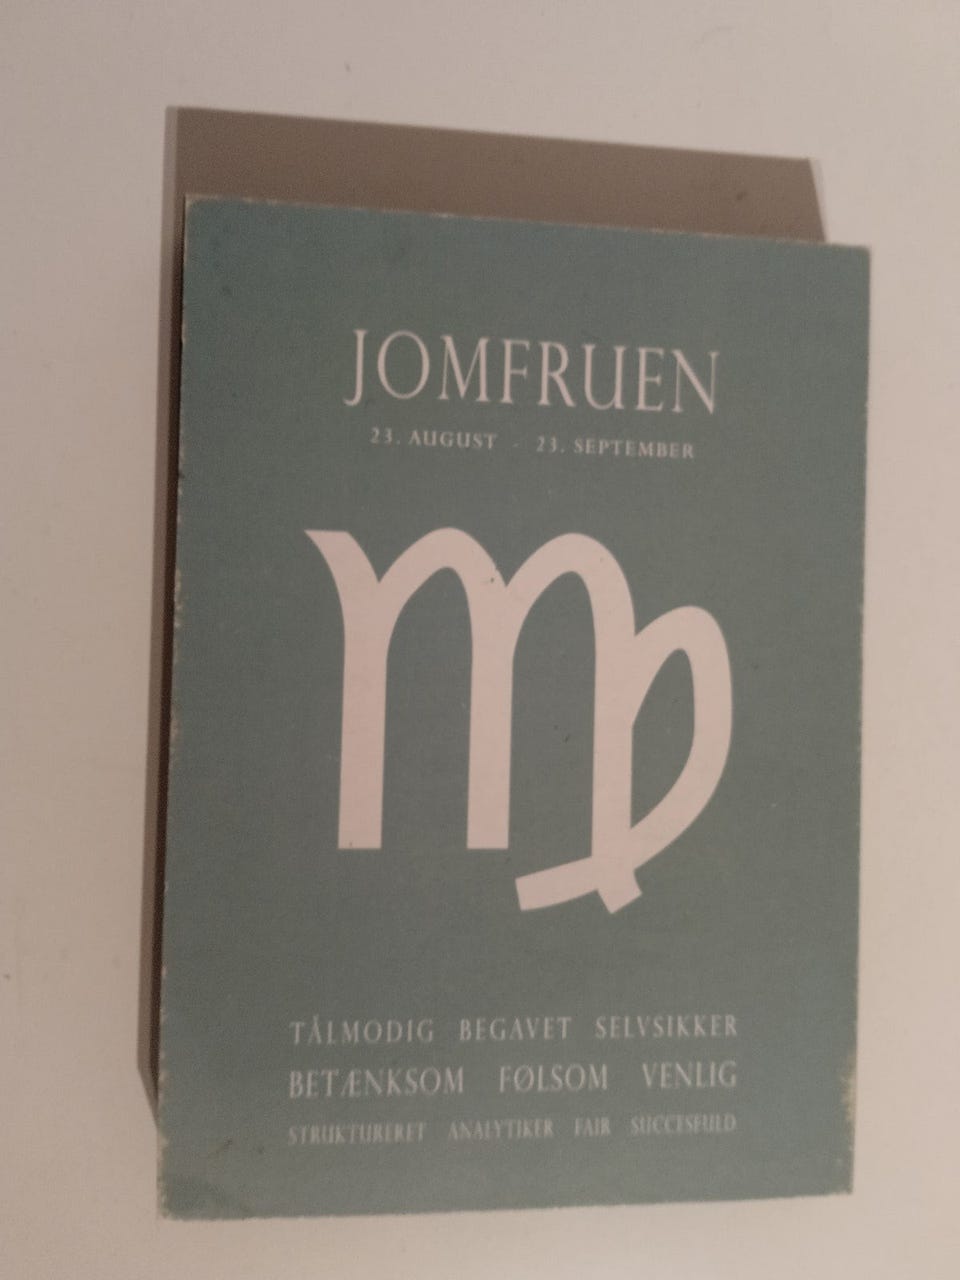 JOMFRUEN
23. AUGUST - 23. SEPTEMBER
TÅLMODIG BEGAVET SELVSIKKER
BETÆNKSOM FØLSOM VENLIG
STRUKTURERET ANALYTIKER FAIR SUCCESFULD